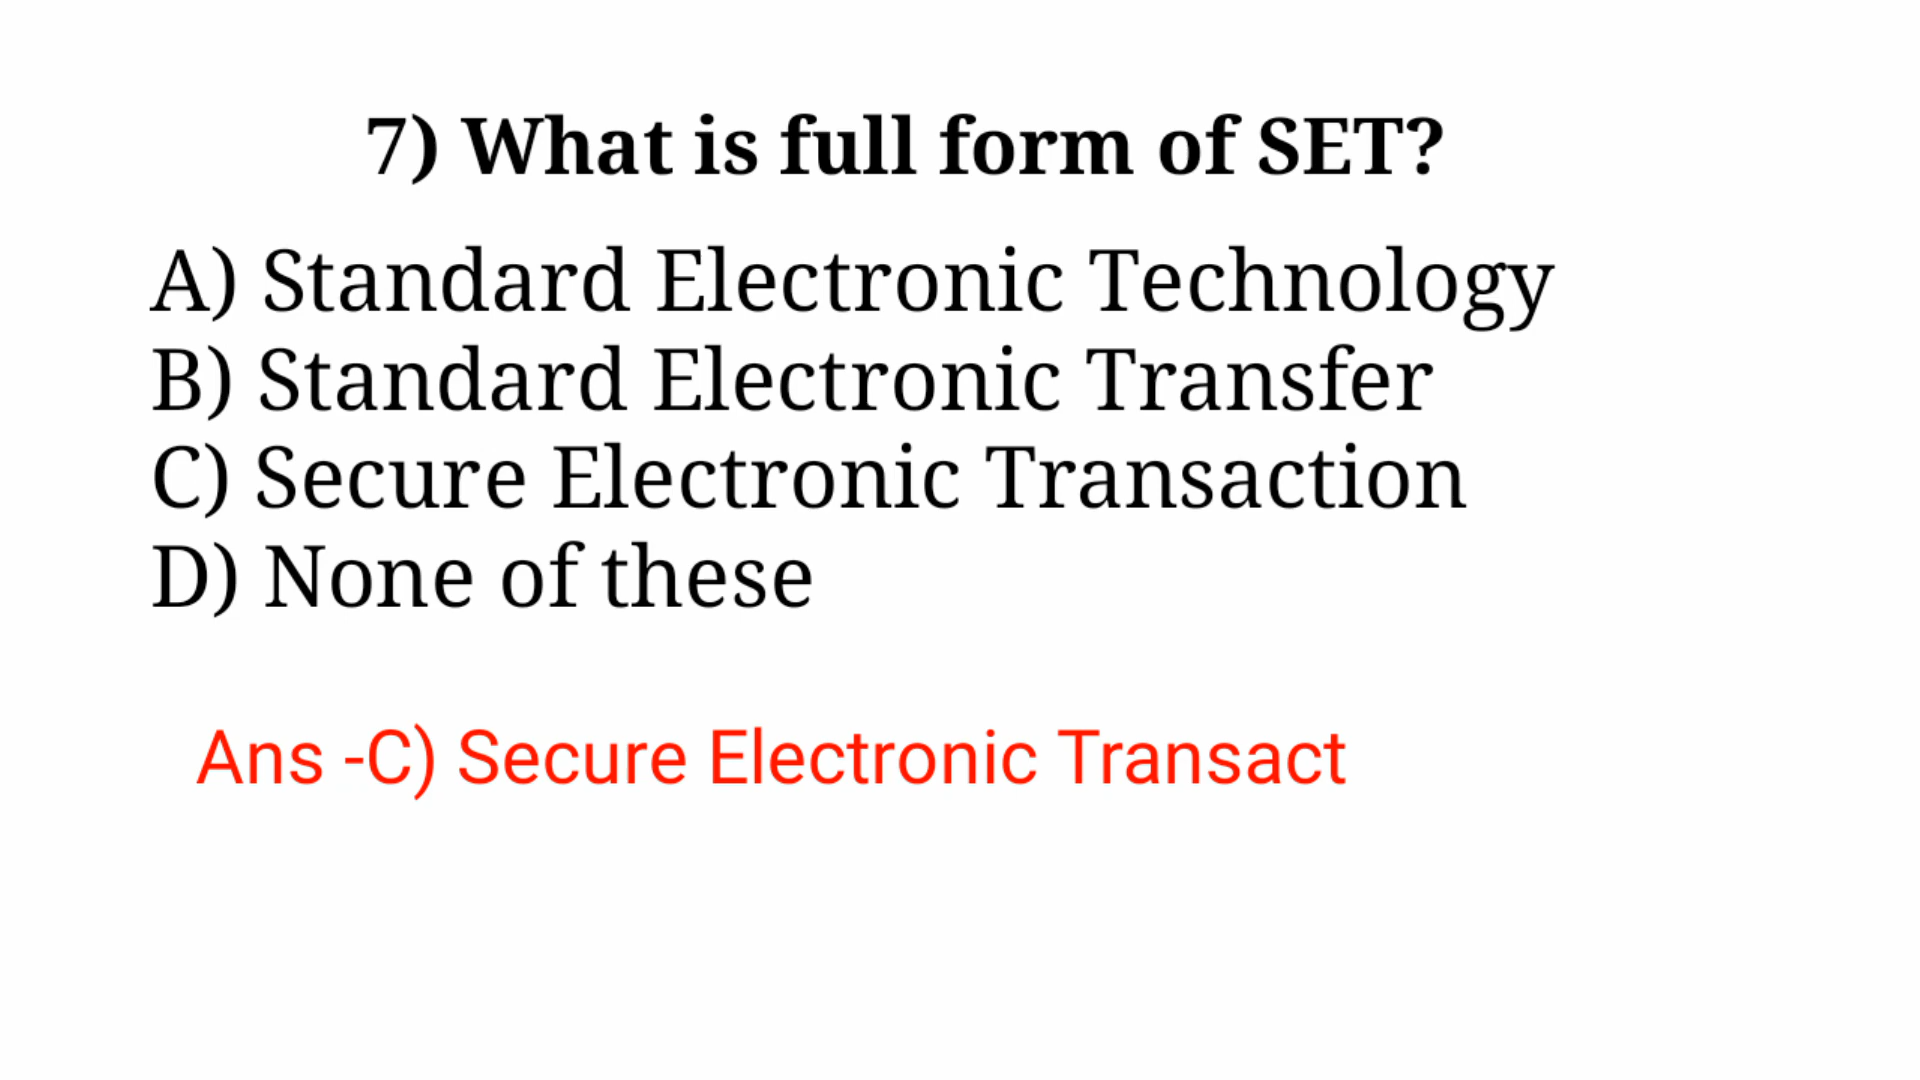 7) What is full form of SET?
A) Standard Electronic Technology
B) Standard Electronic Transfer
C) Secure Electronic Transaction
D) None of these
Ans -C) Secure Electronic Transact